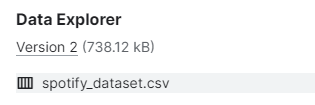 Data Explorer
Version 2 (738.12 kB)
spotify_dataset.csv